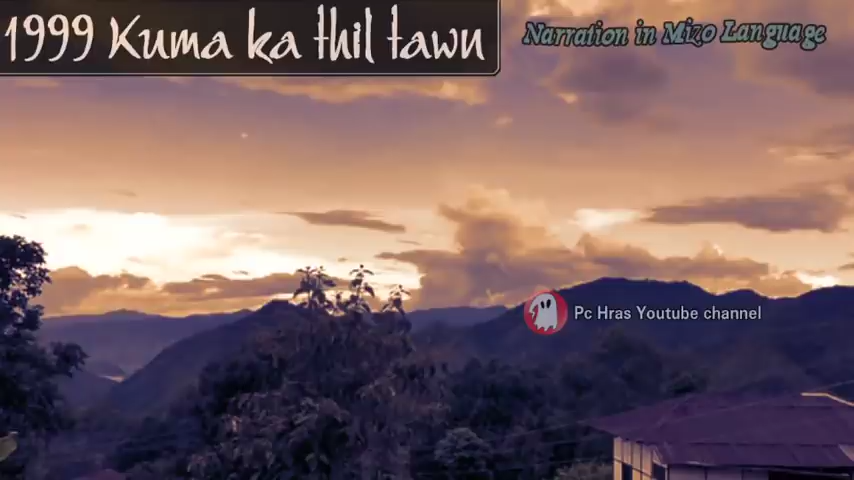 1999 Kuma ka thil tawn
Narration in Mizo Language
Pc Hras Youtube channel